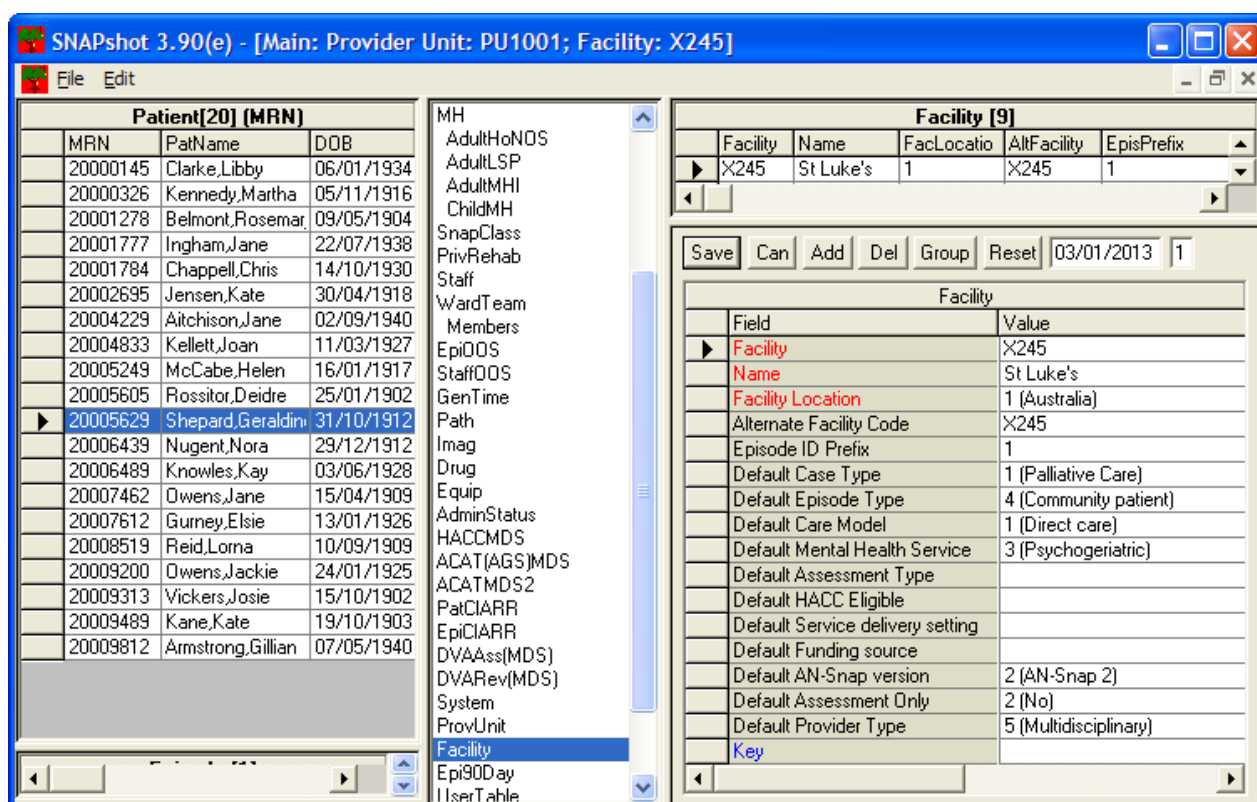 SNAPshot 3.90(e) - [Main: Provider Unit: PU1001; Facility: X245]
File Edit
Patient[20] (MRN)
MRN PatName DOB
20000145 Clarke,Libby 06/01/1934
20000326 Kennedy,Martha 05/11/1916
20001278 Belmont,Rosemar 09/05/1904
20001777 Ingham,Jane 22/07/1938
20001784 Chappell,Chris 14/10/1930
20002695 Jensen,Kate 30/04/1918
20004229 Aitchison,Jane 02/09/1940
20004833 Kellett,Joan 11/03/1927
20005249 McCabe,Helen 16/01/1917
20005605 Rossitor,Deidre 25/01/1902
20005629 Shepard,Geraldin 31/10/1912
20006439 Nugent,Nora 29/12/1912
20006489 Knowles,Kay 03/06/1928
20007462 Owens,Jane 15/04/1909
20007612 Gurney,Elsie 13/01/1926
20008519 Reid,Lorna 10/09/1909
20009200 Owens,Jackie 24/01/1925
20009313 Vickers,Josie 15/10/1902
20009489 Kane,Kate 19/10/1903
20009812 Armstrong,Gillian 07/05/1940
MH
AdultHoNOS
AdultLSP
AdultMHI
ChildMH
SnapClass
PrivRehab
Staff
WardTeam
Members
EpiOOS
StaffOOS
GenTime
Path
Imag
Drug
Equip
AdminStatus
HACCMDS
ACAT(AGS)MDS
ACATMDS2
PatCIARR
EpiCIARR
DVAAss(MDS)
DVARev(MDS)
System
ProvUnit
Facility
Epi90Day
UserTable
Facility [9]
Facility Name FacLocatio AltFacility EpisPrefix
X245 St Luke's 1 X245 1
Save Can Add Del Group Reset 03/01/2013 1
Facility
Field Value
Facility X245
Name St Luke's
Facility Location 1 (Australia)
Alternate Facility Code X245
Episode ID Prefix 1
Default Case Type 1 (Palliative Care)
Default Episode Type 4 (Community patient)
Default Care Model 1 (Direct care)
Default Mental Health Service 3 (Psychogeriatric)
Default Assessment Type
Default HACC Eligible
Default Service delivery setting
Default Funding source
Default AN-Snap version 2 (AN-Snap 2)
Default Assessment Only 2 (No)
Default Provider Type 5 (Multidisciplinary)
Key